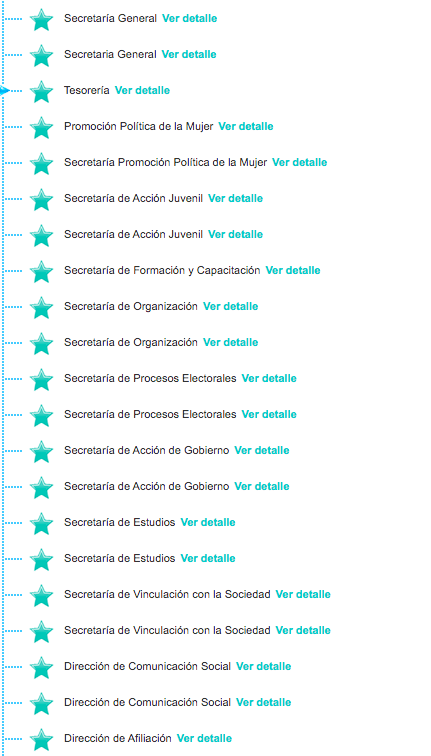 Secretaría General Ver detalle
Secretaria General Ver detalle
Tesorería Ver detalle
Promoción Política de la Mujer Ver detalle
Secretaría Promoción Política de la Mujer Ver detalle
Secretaría de Acción Juvenil Ver detalle
Secretaría de Acción Juvenil Ver detalle
Secretaría de Formación y Capacitación Ver detalle
Secretaría de Organización Ver detalle
Secretaría de Organización Ver detalle
Secretaría de Procesos Electorales Ver detalle
Secretaría de Procesos Electorales Ver detalle
Secretaría de Acción de Gobierno Ver detalle
Secretaría de Acción de Gobierno Ver detalle
Secretaría de Estudios Ver detalle
Secretaría de Estudios Ver detalle
Secretaría de Vinculación con la Sociedad Ver detalle
Secretaría de Vinculación con la Sociedad Ver detalle
Dirección de Comunicación Social Ver detalle
Dirección de Comunicación Social Ver detalle
Dirección de Afiliación Ver detalle